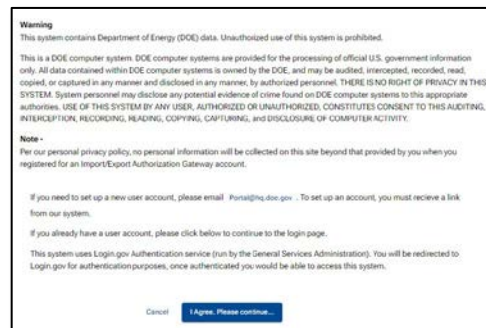 Warning
This system contains Department of Energy (DOE) data. Unauthorized use of this system is prohibited.
This is a DOE computer system. DOE computer systems are provided for the processing of official U.S. government information
only. All data contained within DOE computer systems is owned by the DOE, and may be audited, intercepted, recorded, read,
copied, or captured in any manner and disclosed in any manner, by authorized personnel. THERE IS NO RIGHT OF PRIVACY IN THIS
SYSTEM. System personnel may disclose any potential evidence of crime found on DOE computer systems to this appropriate
authorities. USE OF THIS SYSTEM BY ANY USER, AUTHORIZED OR UNAUTHORIZED, CONSTITUTES CONSENT TO THIS AUDITING,
INTERCEPTION, RECORDING, READING, COPYING, CAPTURING, and DISCLOSURE OF COMPUTER ACTIVITY.
Note -
Per our personal privacy policy, no personal information will be collected on this site beyond that provided by you when you
registered for an Import/Export Authorization Gateway account.
If you need to set up a new user account, please email Portal@hq.doe.gov . To set up an account, you must recieve a link
from our system.
If you already have a user account, please click below to continue to the login page.
This system uses Login.gov Authentication service (run by the General Services Administration). You will be redirected to
Login.gov for authentication purposes, once authenticated you would be able to access this system.
Cancel I Agree. Please continue...